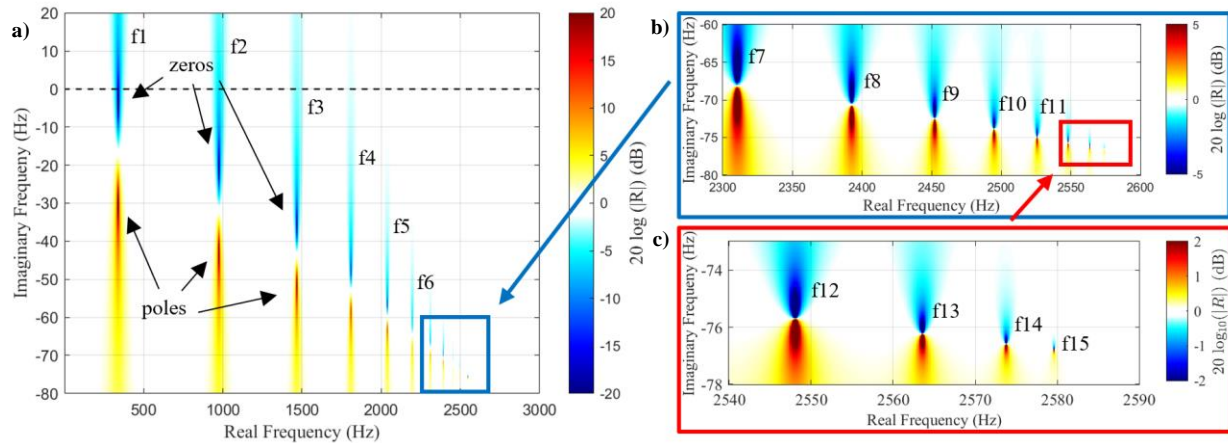 a)
Imaginary Frequeny (Hz)
20
10
0
-10
-20
-30
-40
-50
-60
-70
-80
f1
f2
zeros
f3
f4
f5
f6
poles
500
1000
1500
2000
2500
3000
Real Frequency (Hz)
20
15
10
5
0
-5
-10
-15
-20
20 log (|R|) (dB)
b)
Imaginary Frequeny (Hz)
-60
-65
-70
-75
-80
f7
f8
f9
f10
f11
2300
2350
2400
2450
2500
2550
2600
Real Frequency (Hz)
5
0
-5
20 log (|R|) (dB)
c)
Imaginary Frequeny (Hz)
-74
-76
-78
f12
f13
f14
f15
2540
2550
2560
2570
2580
2590
Real Frequency (Hz)
2
1
0
-1
-2
20 log₁₀(|R|) (dB)